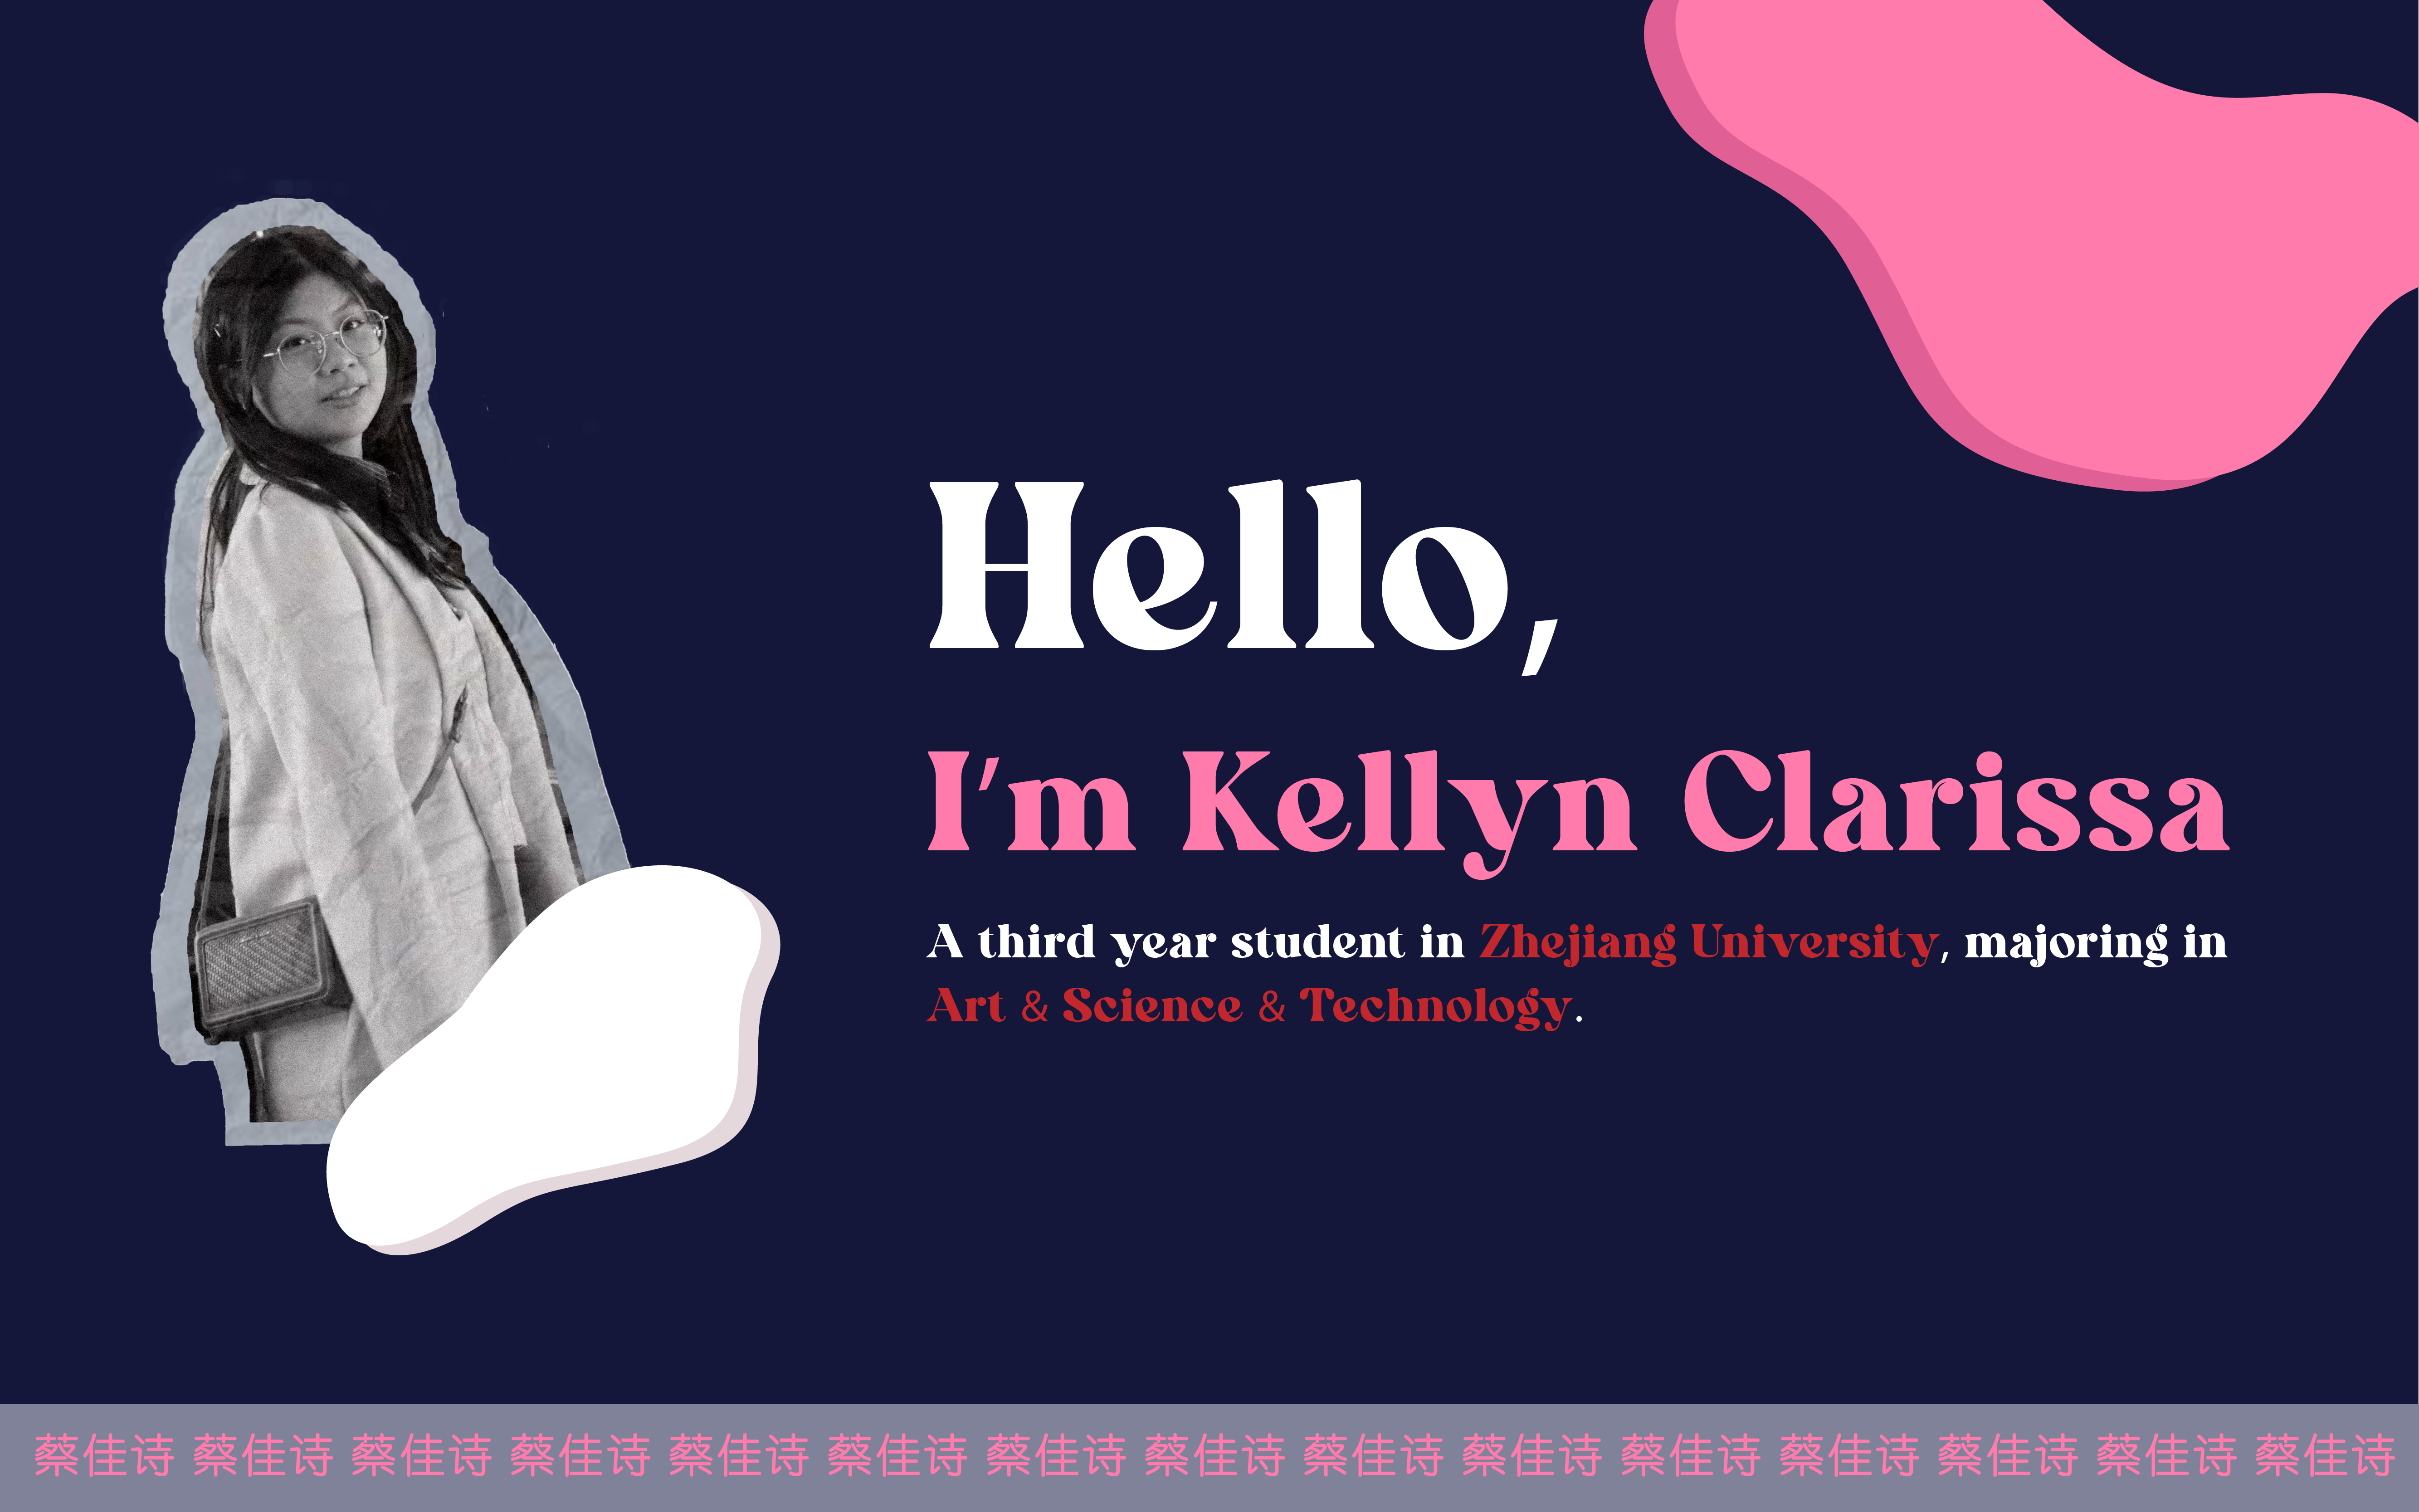 Hello,
I'm Kellyn Clarissa
A third year student in Zhejiang University, majoring in
Art & Science & Technology.
蔡佳诗 蔡佳诗 蔡佳诗 蔡佳诗 蔡佳诗 蔡佳诗 蔡佳诗 蔡佳诗 蔡佳诗 蔡佳诗 蔡佳诗 蔡佳诗 蔡佳诗 蔡佳诗 蔡佳诗